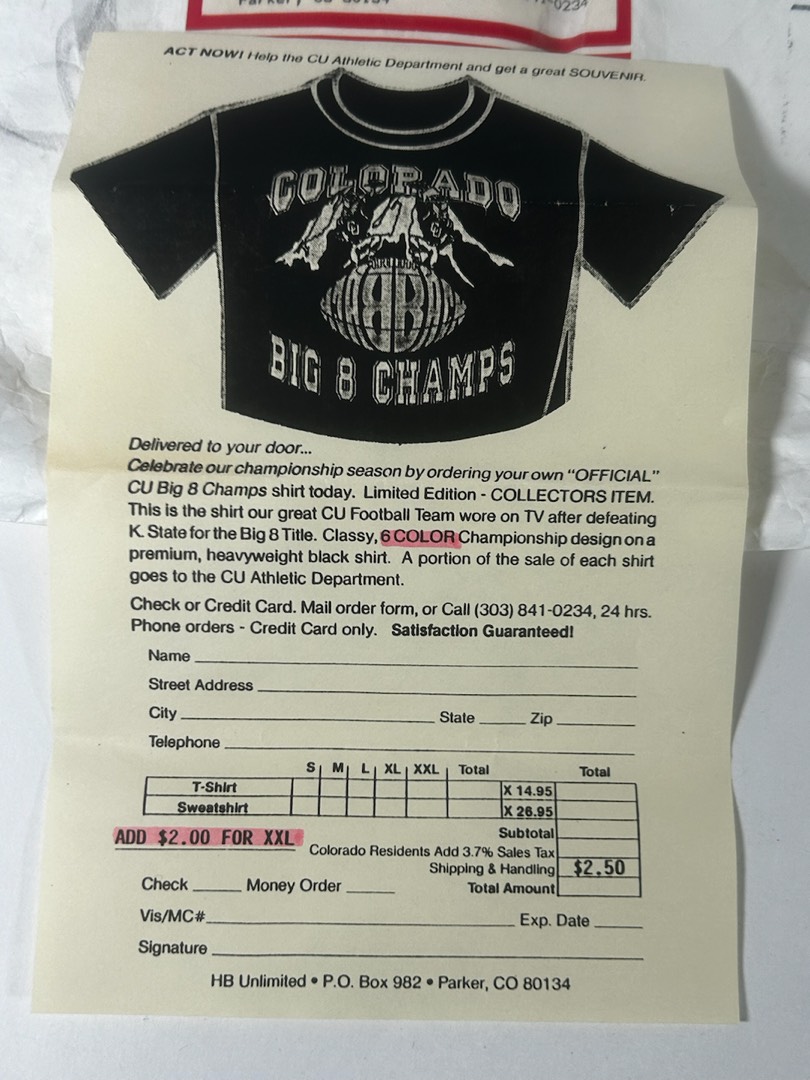 Parker, CO 80134
-0234
ACT NOW! Help the CU Athletic Department and get a great SOUVENIR.
COLORADO
BIG 8 CHAMPS
Delivered to your door...
Celebrate our championship season by ordering your own "OFFICIAL"
CU Big 8 Champs shirt today. Limited Edition - COLLECTORS ITEM.
This is the shirt our great CU Football Team wore on TV after defeating
K. State for the Big 8 Title. Classy, 6 COLOR Championship design on a
premium, heavyweight black shirt. A portion of the sale of each shirt
goes to the CU Athletic Department.
Check or Credit Card. Mail order form, or Call (303) 841-0234, 24 hrs.
Phone orders - Credit Card only. Satisfaction Guaranteed!
Name
Street Address
City State Zip
Telephone
S M L XL XXL Total Total
T-Shirt X 14.95
Sweatshirt X 26.95
Subtotal
ADD $2.00 FOR XXL
Colorado Residents Add 3.7% Sales Tax
Shipping & Handling $2.50
Check Money Order Total Amount
Vis/MC# Exp. Date
Signature
HB Unlimited • P.O. Box 982 • Parker, CO 80134